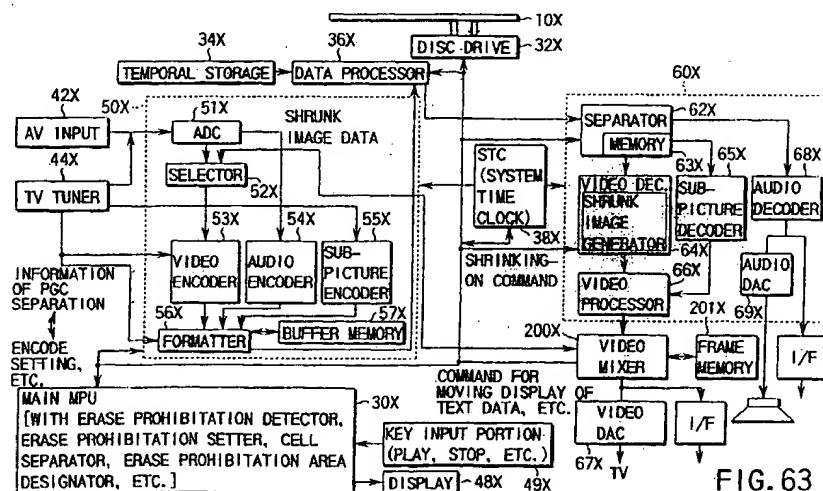 10X
34X
36X
DISC DRIVE
32X
TEMPORAL STORAGE
DATA PROCESSOR
60X
42X
50X
51X
SHRUNK
IMAGE DATA
62X
AV INPUT
ADC
SEPARATOR
44X
MEMORY
SELECTOR
52X
STC
(SYSTEM
TIME
CLOCK)
63X
65X
68X
TV TUNER
VIDEO DEC.
SHRUNK
IMAGE
GENERATOR
SUB-
PICTURE
DECODER
AUDIO
DECODER
53X
54X
55X
38X
64X
VIDEO
ENCODER
AUDIO
ENCODER
SUB-
PICTURE
ENCODER
SHRINKING-
ON COMMAND
66X
AUDIO
DAC
69X
INFORMATION
OF PGC
SEPARATION
57X
VIDEO
PROCESSOR
56X
200X
201X
FORMATTER
BUFFER MEMORY
ENCODE
SETTING,
ETC.
VIDEO
MIXER
FRAME
MEMORY
I/F
30X
COMMAND FOR
MOVING DISPLAY OF
TEXT DATA, ETC.
MAIN MPU
[WITH ERASE PROHIBITATION DETECTOR,
ERASE PROHIBITATION SETTER, CELL
SEPARATOR, ERASE PROHIBITATION AREA
DESIGNATOR, ETC.]
KEY INPUT PORTION
(PLAY, STOP, ETC.)
VIDEO
DAC
I/F
49X
67X
TV
DISPLAY
48X
FIG. 63